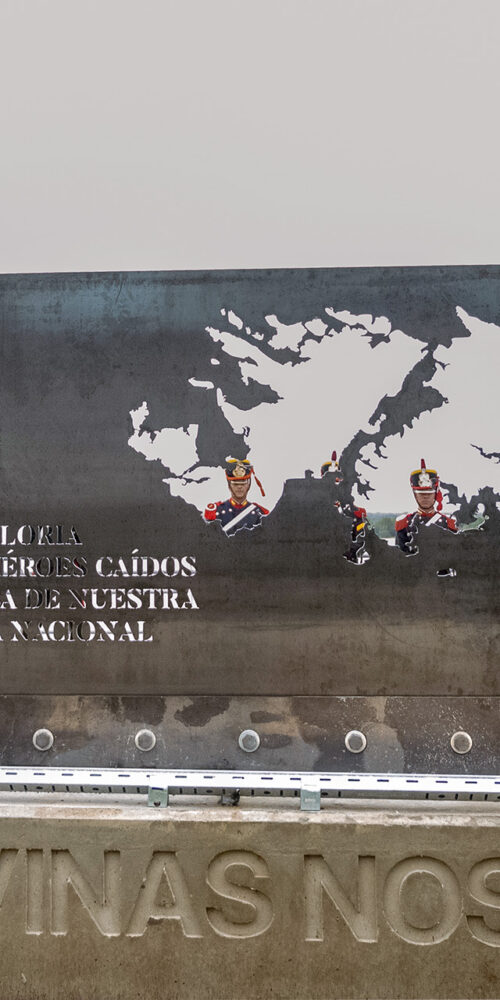 LORIA
ÉROES CAÍDOS
A DE NUESTRA
A NACIONAL
VINAS NOS